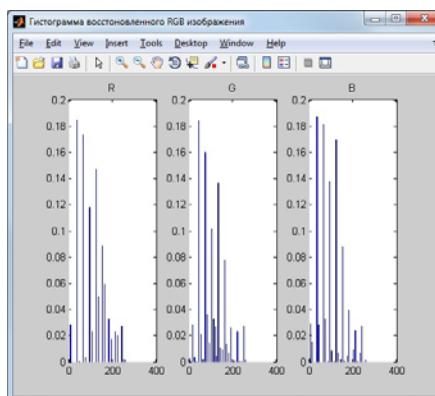 Гистограмма восстоновленного RGB изображения
File Edit View Insert Tools Desktop Window Help
R G B
0.2 0.2 0.2
0.18 0.18 0.18
0.16 0.16 0.16
0.14 0.14 0.14
0.12 0.12 0.12
0.1 0.1 0.1
0.08 0.08 0.08
0.06 0.06 0.06
0.04 0.04 0.04
0.02 0.02 0.02
0 0 0
0 200 400 0 200 400 0 200 400